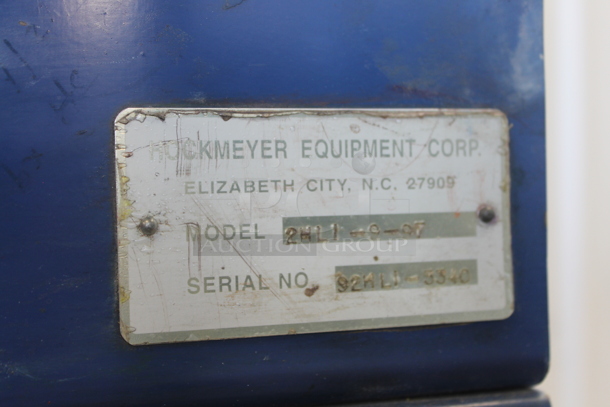 HOCKMEYER EQUIPMENT CORP.
ELIZABETH CITY, N.C. 27909
MODEL
AUCTION GROUP
SERIAL NO.